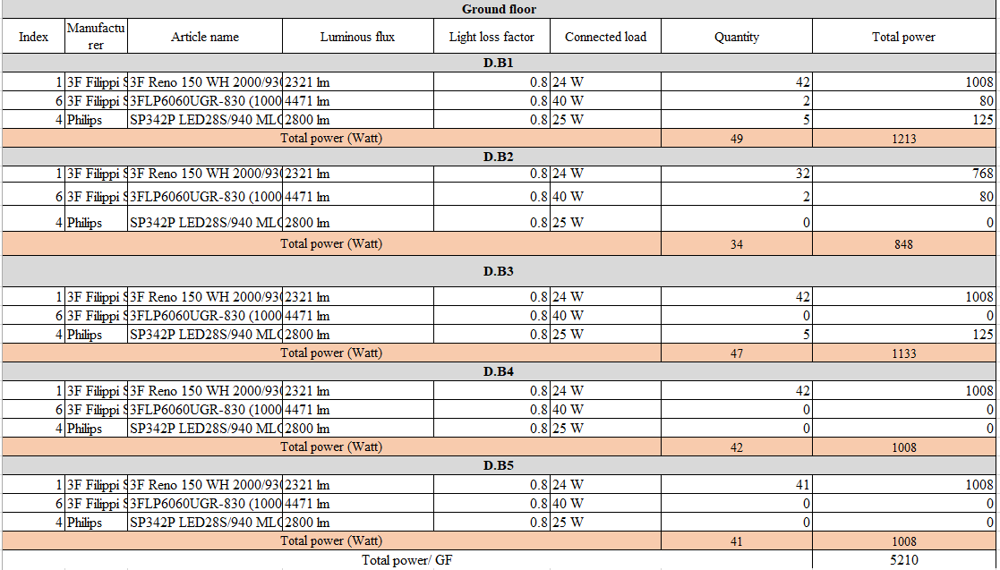 Ground floor
Index Manufactu rer Article name Luminous flux Light loss factor Connected load Quantity Total power
D.B1
1 3F Filippi S 3F Reno 150 WH 2000/930 2321 lm 0.8 24 W 42 1008
6 3F Filippi S 3FLP6060UGR-830 (1000 4471 lm 0.8 40 W 2 80
4 Philips SP342P LED28S/940 MLO 2800 lm 0.8 25 W 5 125
Total power (Watt) 49 1213
D.B2
1 3F Filippi S 3F Reno 150 WH 2000/930 2321 lm 0.8 24 W 32 768
6 3F Filippi S 3FLP6060UGR-830 (1000 4471 lm 0.8 40 W 2 80
4 Philips SP342P LED28S/940 MLO 2800 lm 0.8 25 W 0 0
Total power (Watt) 34 848
D.B3
1 3F Filippi S 3F Reno 150 WH 2000/930 2321 lm 0.8 24 W 42 1008
6 3F Filippi S 3FLP6060UGR-830 (1000 4471 lm 0.8 40 W 0 0
4 Philips SP342P LED28S/940 MLO 2800 lm 0.8 25 W 5 125
Total power (Watt) 47 1133
D.B4
1 3F Filippi S 3F Reno 150 WH 2000/930 2321 lm 0.8 24 W 42 1008
6 3F Filippi S 3FLP6060UGR-830 (1000 4471 lm 0.8 40 W 0 0
4 Philips SP342P LED28S/940 MLO 2800 lm 0.8 25 W 0 0
Total power (Watt) 42 1008
D.B5
1 3F Filippi S 3F Reno 150 WH 2000/930 2321 lm 0.8 24 W 41 1008
6 3F Filippi S 3FLP6060UGR-830 (1000 4471 lm 0.8 40 W 0 0
4 Philips SP342P LED28S/940 MLO 2800 lm 0.8 25 W 0 0
Total power (Watt) 41 1008
Total power/ GF 5210